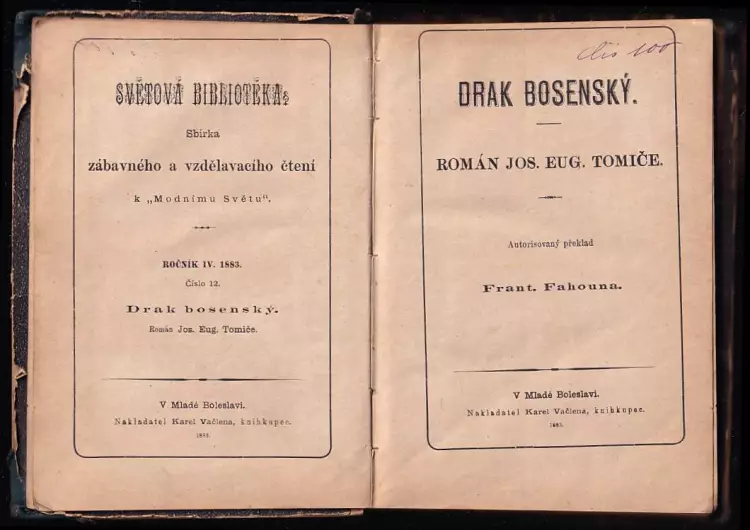 SVĚTOVÁ BIBLIOTÉKA.
Sbírka
zábavného a vzdělavacího čtení
k „Modnímu Světu“.
ROČNÍK IV. 1883.
Číslo 12.
Drak bosenský.
Román Jos. Eug. Tomiče.
V Mladé Boleslavi.
Nakladatel Karel Vačlena, knihkupec.
1883.
DRAK BOSENSKÝ.
ROMÁN JOS. EUG. TOMIČE.
Autorisovaný překlad
Frant. Fahouna.
V Mladé Boleslavi.
Nakladatel Karel Vačlena, knihkupec.
1883.